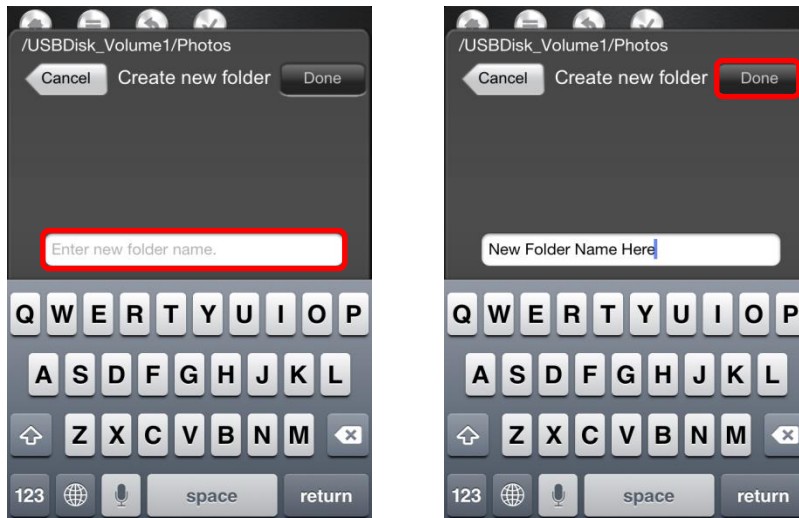 /USBDisk_Volume1/Photos
Cancel Create new folder Done
Enter new folder name.
Q W E R T Y U I O P
A S D F G H J K L
Z X C V B N M
123 space return
/USBDisk_Volume1/Photos
Cancel Create new folder Done
New Folder Name Here
Q W E R T Y U I O P
A S D F G H J K L
Z X C V B N M
123 space return